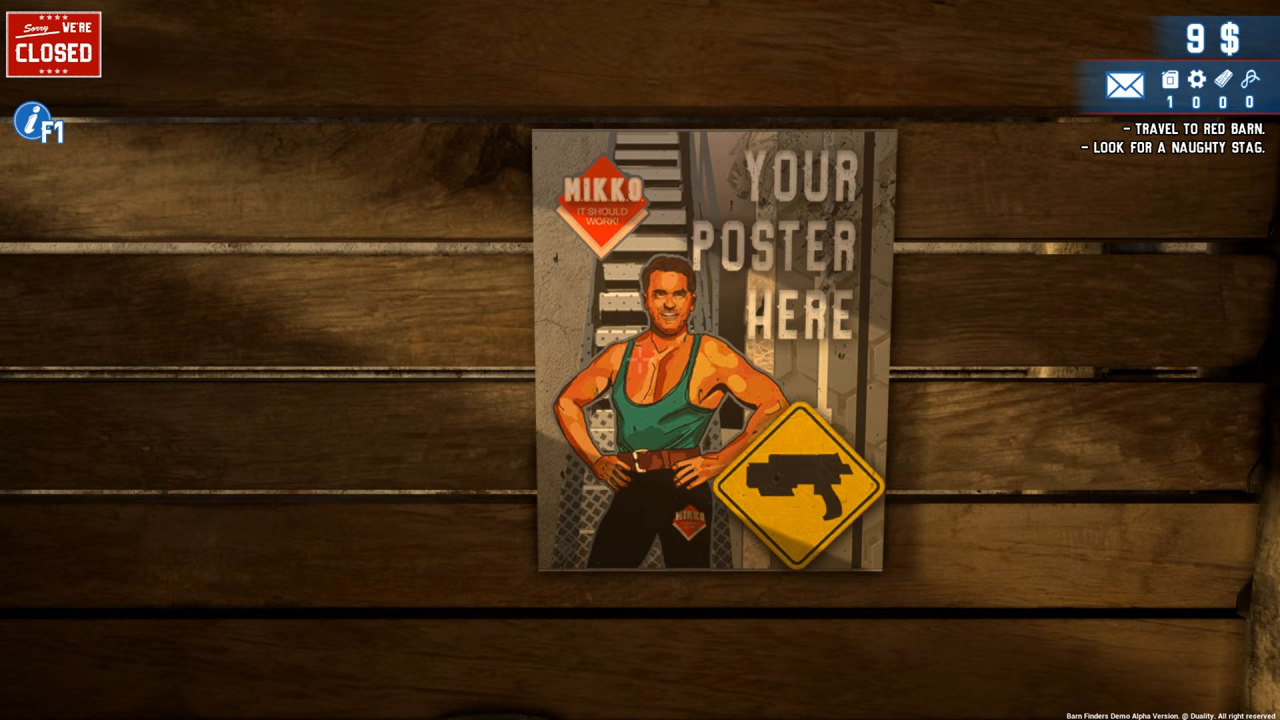 Sorry WE'RE
CLOSED
F1
9 $
1 0 0 0
- TRAVEL TO RED BARN.
- LOOK FOR A NAUGHTY STAG.
MIKKO
IT SHOULD
WORK!
YOUR
POSTER
HERE
MIKKO
Barn Finders Demo Alpha Version. © Duality. All right reserved